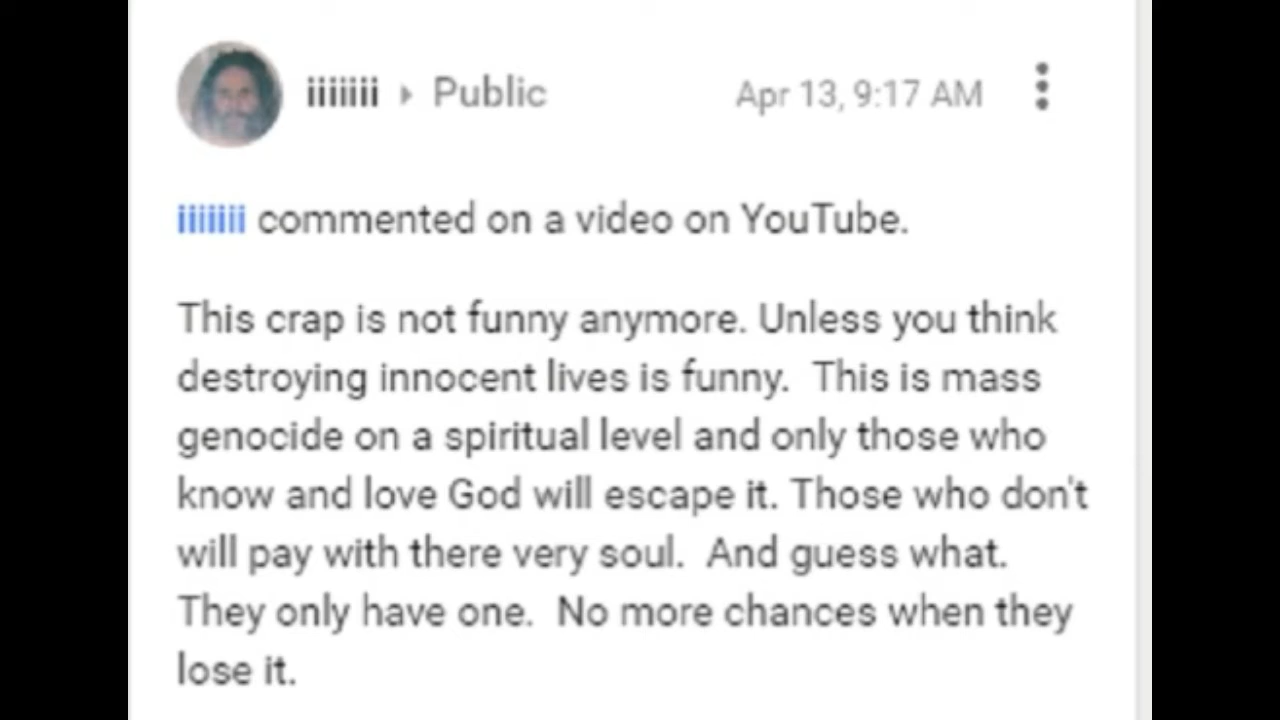 iiiiiii ▸ Public Apr 13, 9:17 AM
iiiiiii commented on a video on YouTube.
This crap is not funny anymore. Unless you think
destroying innocent lives is funny.  This is mass
genocide on a spiritual level and only those who
know and love God will escape it. Those who don't
will pay with there very soul.  And guess what.
They only have one.  No more chances when they
lose it.